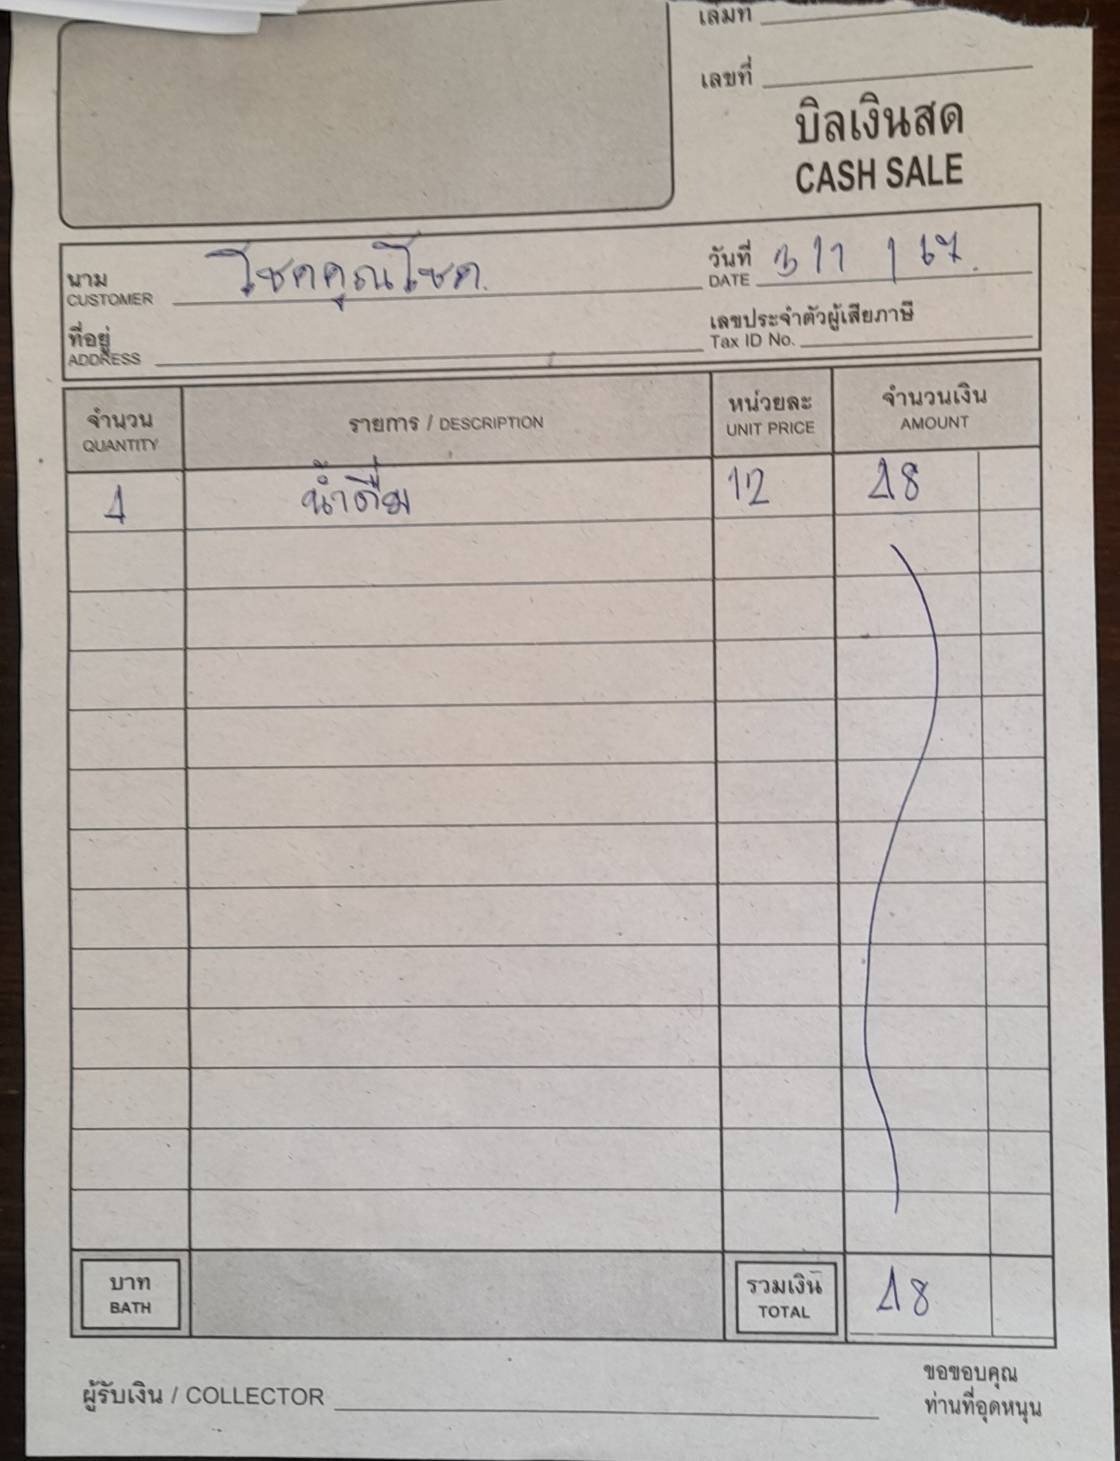 เล่มที่
เลขที่
บิลเงินสด
CASH SALE
นาม
CUSTOMER
โชคคูณโชค
วันที่
DATE
3 11 / 67
ที่อยู่
ADDRESS
เลขประจำตัวผู้เสียภาษี
Tax ID No.
จำนวน
QUANTITY
รายการ / DESCRIPTION
หน่วยละ
UNIT PRICE
จำนวนเงิน
AMOUNT
4 น้ำดื่ม 12 48
บาท
BATH
รวมเงิน
TOTAL
48
ผู้รับเงิน / COLLECTOR
ขอขอบคุณ
ท่านที่อุดหนุน